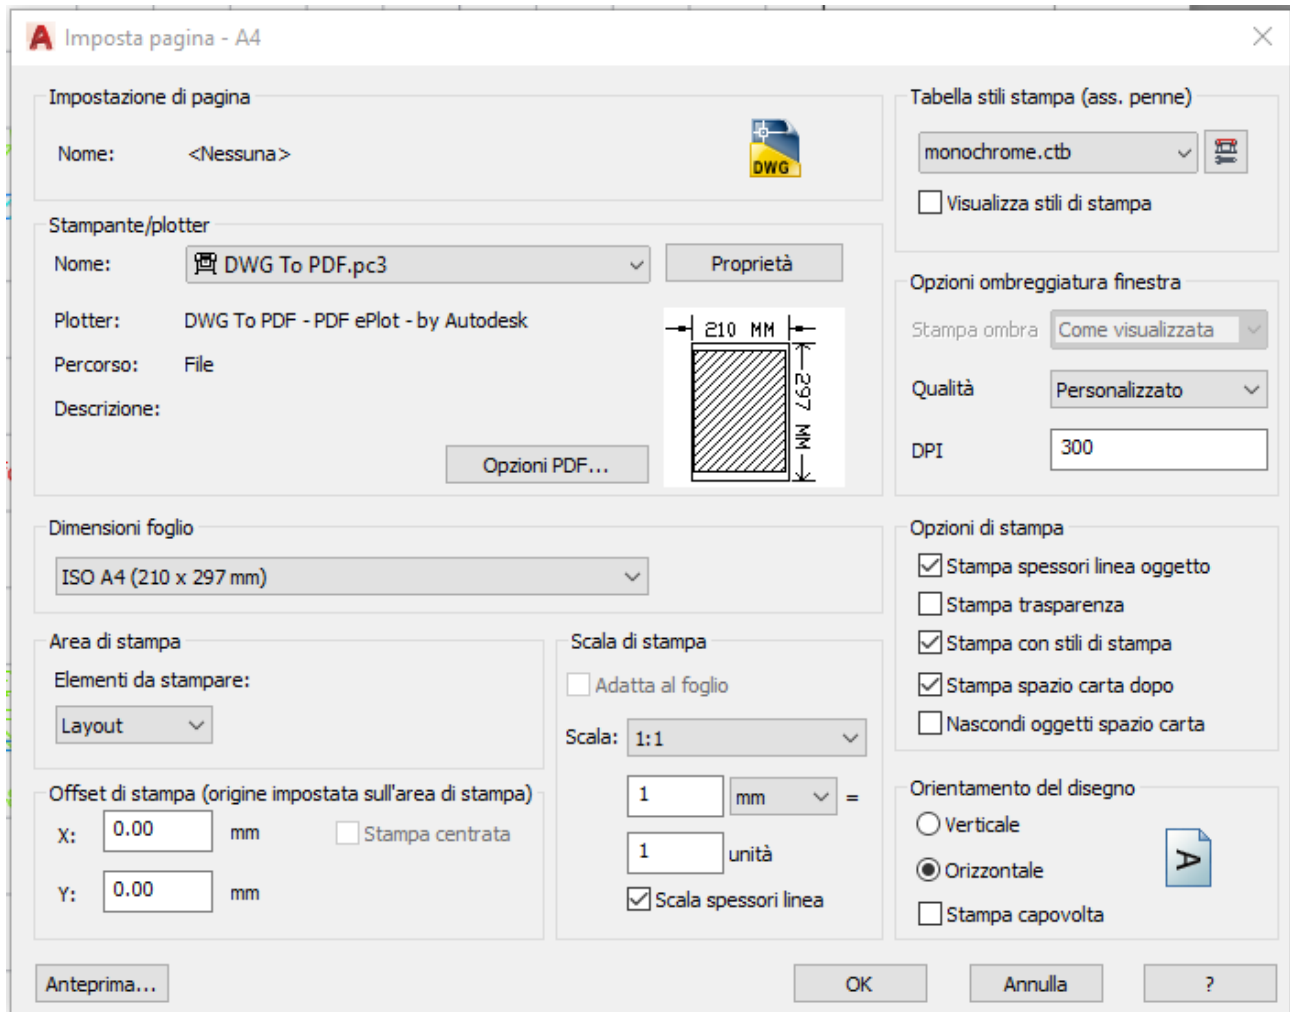 Imposta pagina - A4
Impostazione di pagina
Nome: <Nessuna>
DWG
Tabella stili stampa (ass. penne)
monochrome.ctb
Visualizza stili di stampa
Stampante/plotter
Nome: DWG To PDF.pc3 Proprietà
Plotter: DWG To PDF - PDF ePlot - by Autodesk
Percorso: File
Descrizione:
Opzioni PDF...
210 MM
297 MM
Opzioni ombreggiatura finestra
Stampa ombra Come visualizzata
Qualità Personalizzato
DPI 300
Dimensioni foglio
ISO A4 (210 x 297 mm)
Area di stampa
Elementi da stampare:
Layout
Offset di stampa (origine impostata sull'area di stampa)
X: 0.00 mm Stampa centrata
Y: 0.00 mm
Scala di stampa
Adatta al foglio
Scala: 1:1
1 mm =
1 unità
Scala spessori linea
Opzioni di stampa
Stampa spessori linea oggetto
Stampa trasparenza
Stampa con stili di stampa
Stampa spazio carta dopo
Nascondi oggetti spazio carta
Orientamento del disegno
Verticale
Orizzontale
A
Stampa capovolta
Anteprima... OK Annulla ?